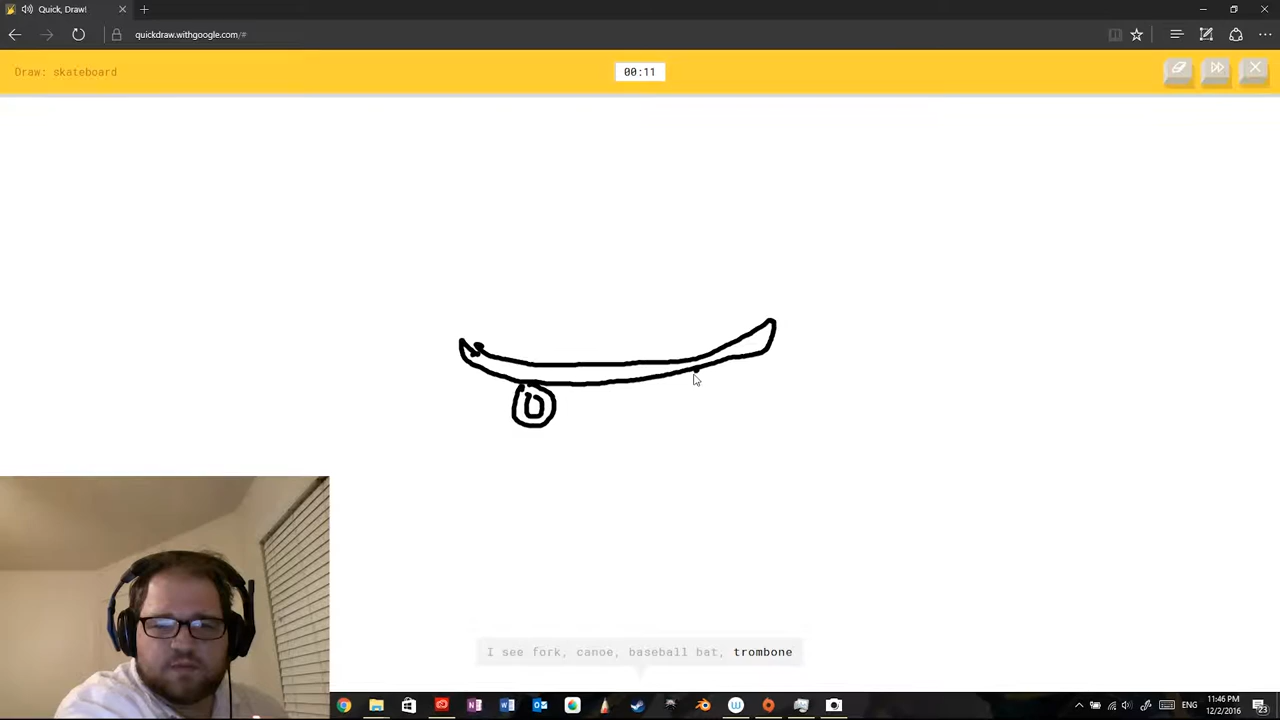 Quick, Draw!
quickdraw.withgoogle.com/#
Draw: skateboard
00:11
I see fork, canoe, baseball bat, trombone
ENG
11:46 PM
12/2/2016